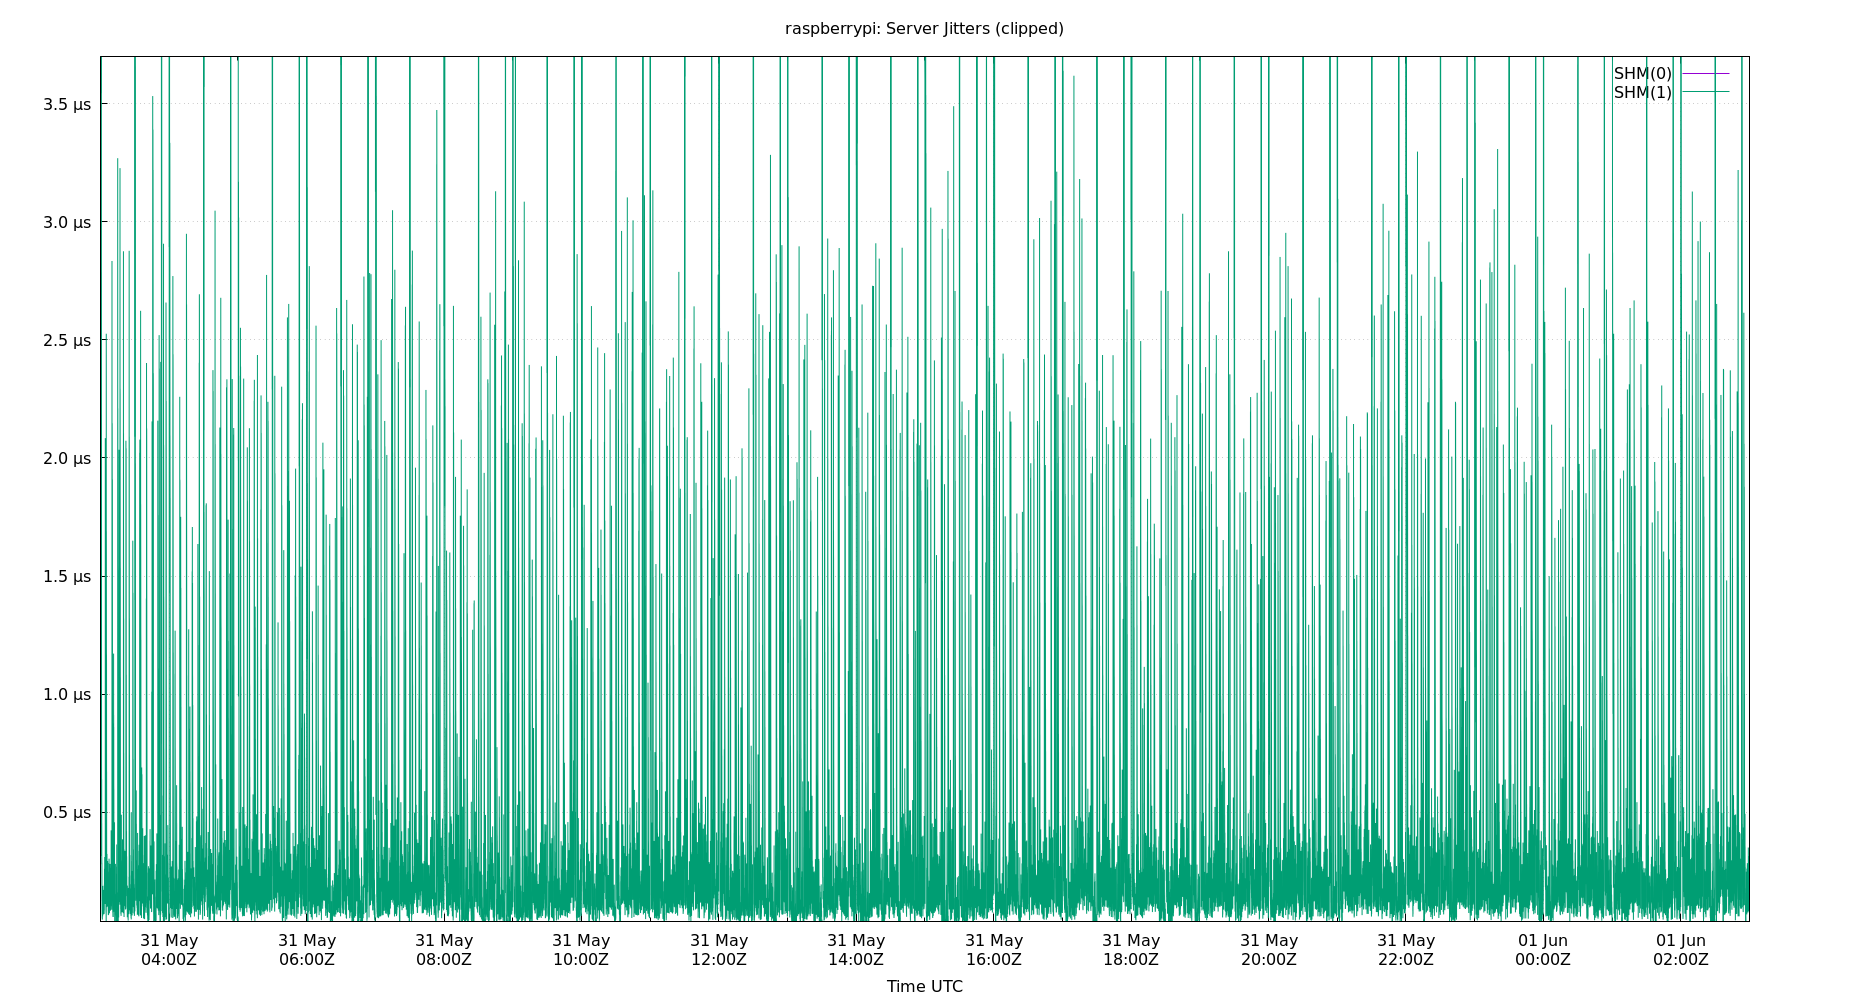 raspberrypi: Server Jitters (clipped)
SHM(0)
SHM(1)
3.5 µs
3.0 µs
2.5 µs
2.0 µs
1.5 µs
1.0 µs
0.5 µs
31 May 31 May 31 May 31 May 31 May 31 May 31 May 31 May 31 May 31 May 01 Jun 01 Jun
04:00Z 06:00Z 08:00Z 10:00Z 12:00Z 14:00Z 16:00Z 18:00Z 20:00Z 22:00Z 00:00Z 02:00Z
Time UTC